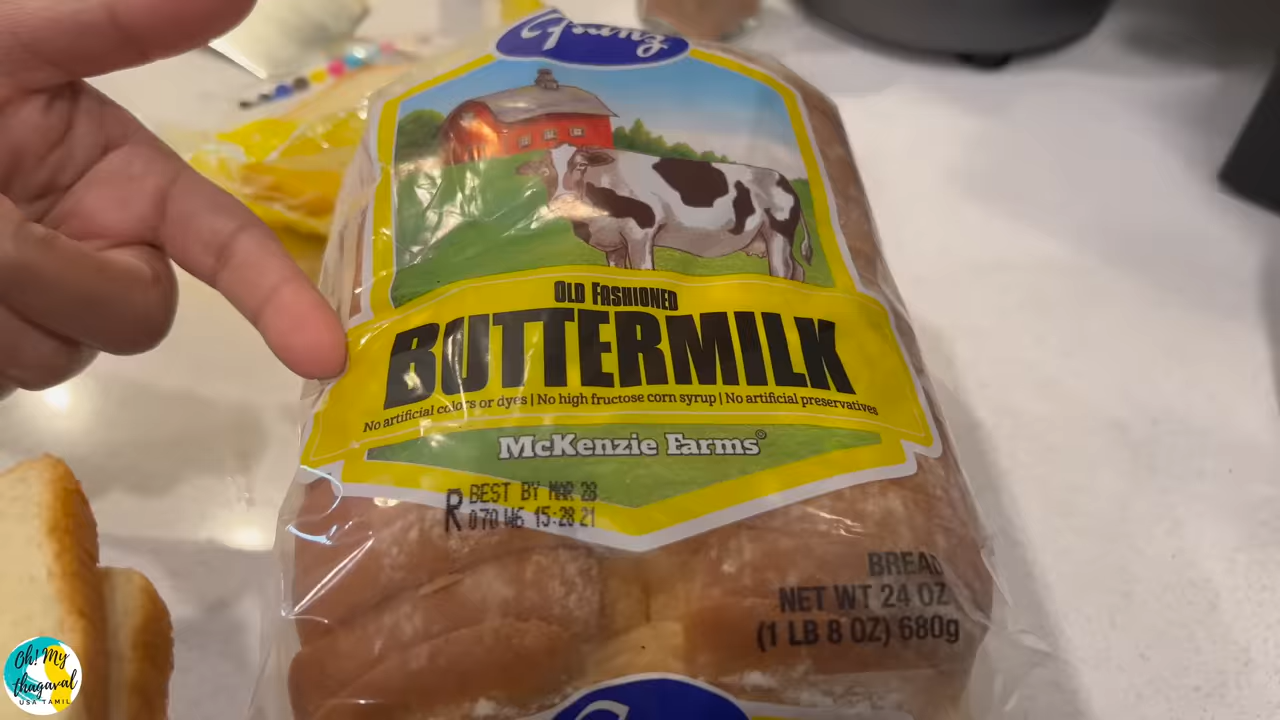 Franz
OLD FASHIONED
BUTTERMILK
No artificial colors or dyes | No high fructose corn syrup | No artificial preservatives
McKenzie Farms®
R BEST BY MAR 28
070 W6 15:28 21
BREAD
NET WT 24 OZ
(1 LB 8 OZ) 680g
Oh! My
thagaval
USA TAMIL